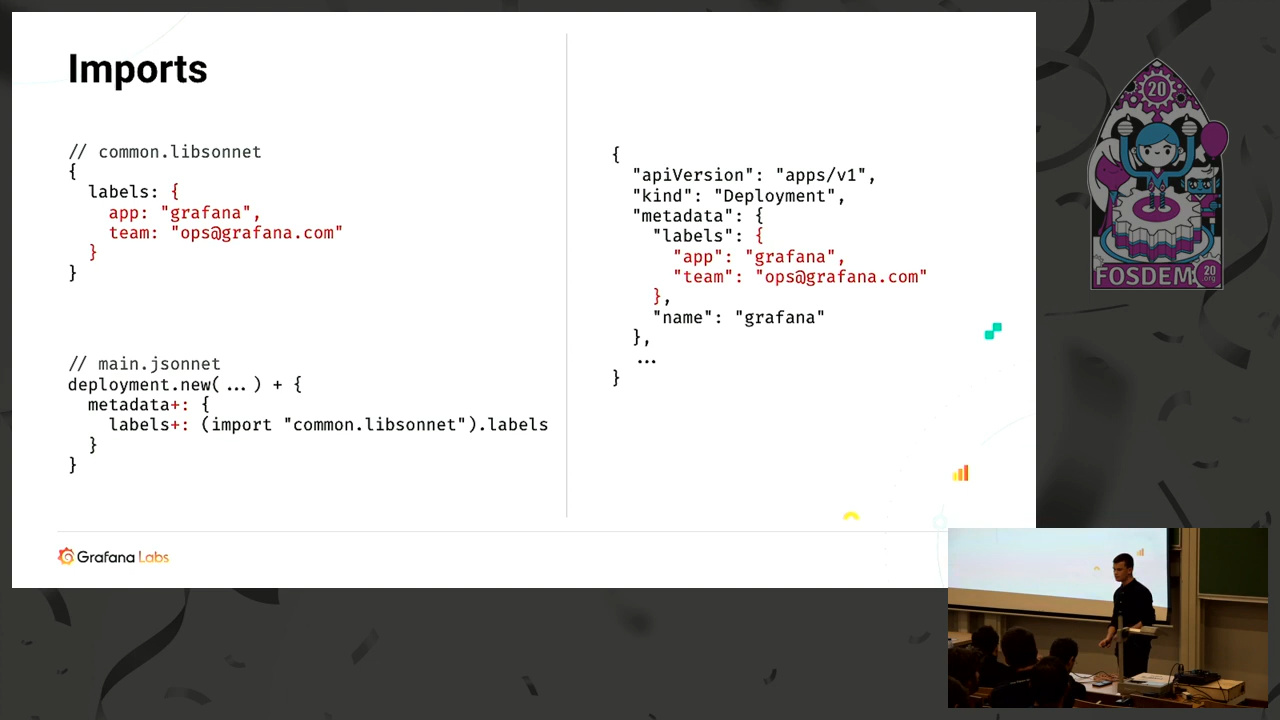 Imports
// common.libsonnet
{
  labels: {
    app: "grafana",
    team: "ops@grafana.com"
  }
}
// main.jsonnet
deployment.new(...) + {
  metadata+: {
    labels+: (import "common.libsonnet").labels
  }
}
{
  "apiVersion": "apps/v1",
  "kind": "Deployment",
  "metadata": {
    "labels": {
      "app": "grafana",
      "team": "ops@grafana.com"
    },
    "name": "grafana"
  },
  ...
}
Grafana Labs
20
FOSDEM
20
.org